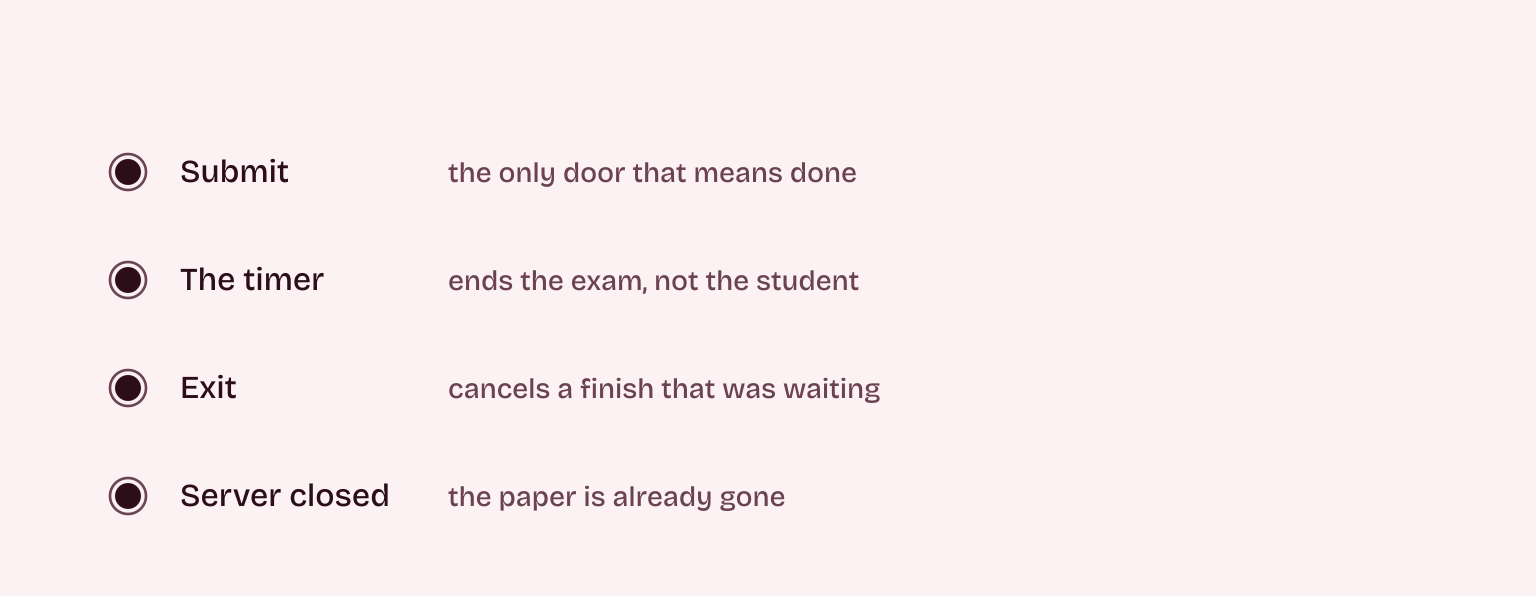 Submit the only door that means done
The timer ends the exam, not the student
Exit cancels a finish that was waiting
Server closed the paper is already gone